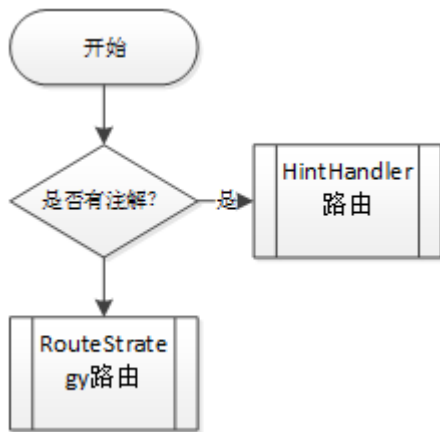 开始
是否有注解?
是
HintHandler
路由
RouteStrate
gy路由